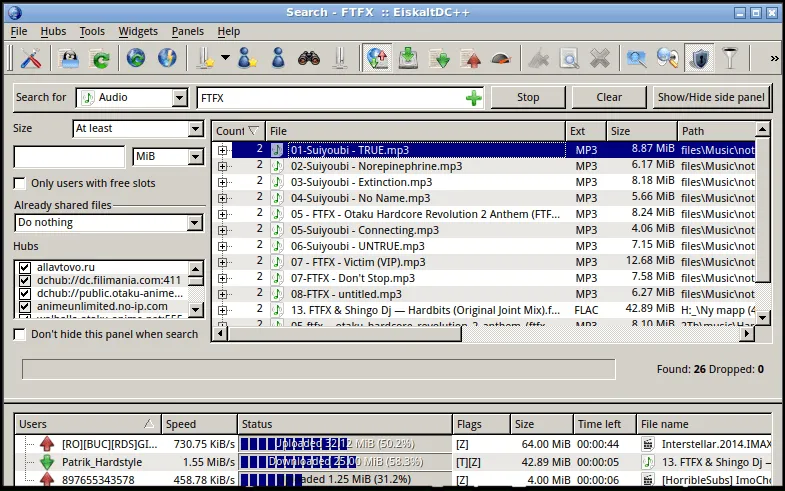 Search - FTFX :: EiskaltDC++
File Hubs Tools Widgets Panels Help
Search for Audio FTFX Stop Clear Show/Hide side panel
Size At least
MiB
Only users with free slots
Already shared files
Do nothing
Hubs
allavtovo.ru
dchub://dc.filimania.com:411
dchub://public.otaku-anime...
animeunlimited.no-ip.com
Don't hide this panel when search
Count File Ext Size Path
2 01-Suiyoubi - TRUE.mp3 MP3 8.87 MiB files\Music\not
2 02-Suiyoubi - Norepinephrine.mp3 MP3 6.17 MiB files\Music\not
2 03-Suiyoubi - Extinction.mp3 MP3 8.18 MiB files\Music\not
2 04-Suiyoubi - No Name.mp3 MP3 5.66 MiB files\Music\not
2 05 - FTFX - Otaku Hardcore Revolution 2 Anthem (FTF... MP3 8.24 MiB files\Music\not
2 05-Suiyoubi - Connecting.mp3 MP3 4.06 MiB files\Music\not
2 06-Suiyoubi - UNTRUE.mp3 MP3 7.15 MiB files\Music\not
2 07 - FTFX - Victim (VIP).mp3 MP3 12.68 MiB files\Music\not
2 07-FTFX - Don't Stop.mp3 MP3 7.58 MiB files\Music\not
2 08-FTFX - untitled.mp3 MP3 6.27 MiB files\Music\not
2 13. FTFX & Shingo Dj — Hardbits (Original Joint Mix).f... FLAC 42.89 MiB H:_\Ny mapp (4
Found: 26 Dropped: 0
Users Speed Status Flags Size Time left File name
[RO][BUC][RDS]GI... 730.75 KiB/s Uploaded 32.12 MiB (50.2%) [Z] 64.00 MiB 00:00:44 Interstellar.2014.IMAX
Patrik_Hardstyle 1.55 MiB/s Downloaded 25.00 MiB (58.3%) [T][Z] 42.89 MiB 00:00:05 13. FTFX & Shingo Dj —
897655343578 458.78 KiB/s 1.25 MiB (31.2%) [Z] 4.00 MiB 00:00:06 [HorribleSubs] ImoCho